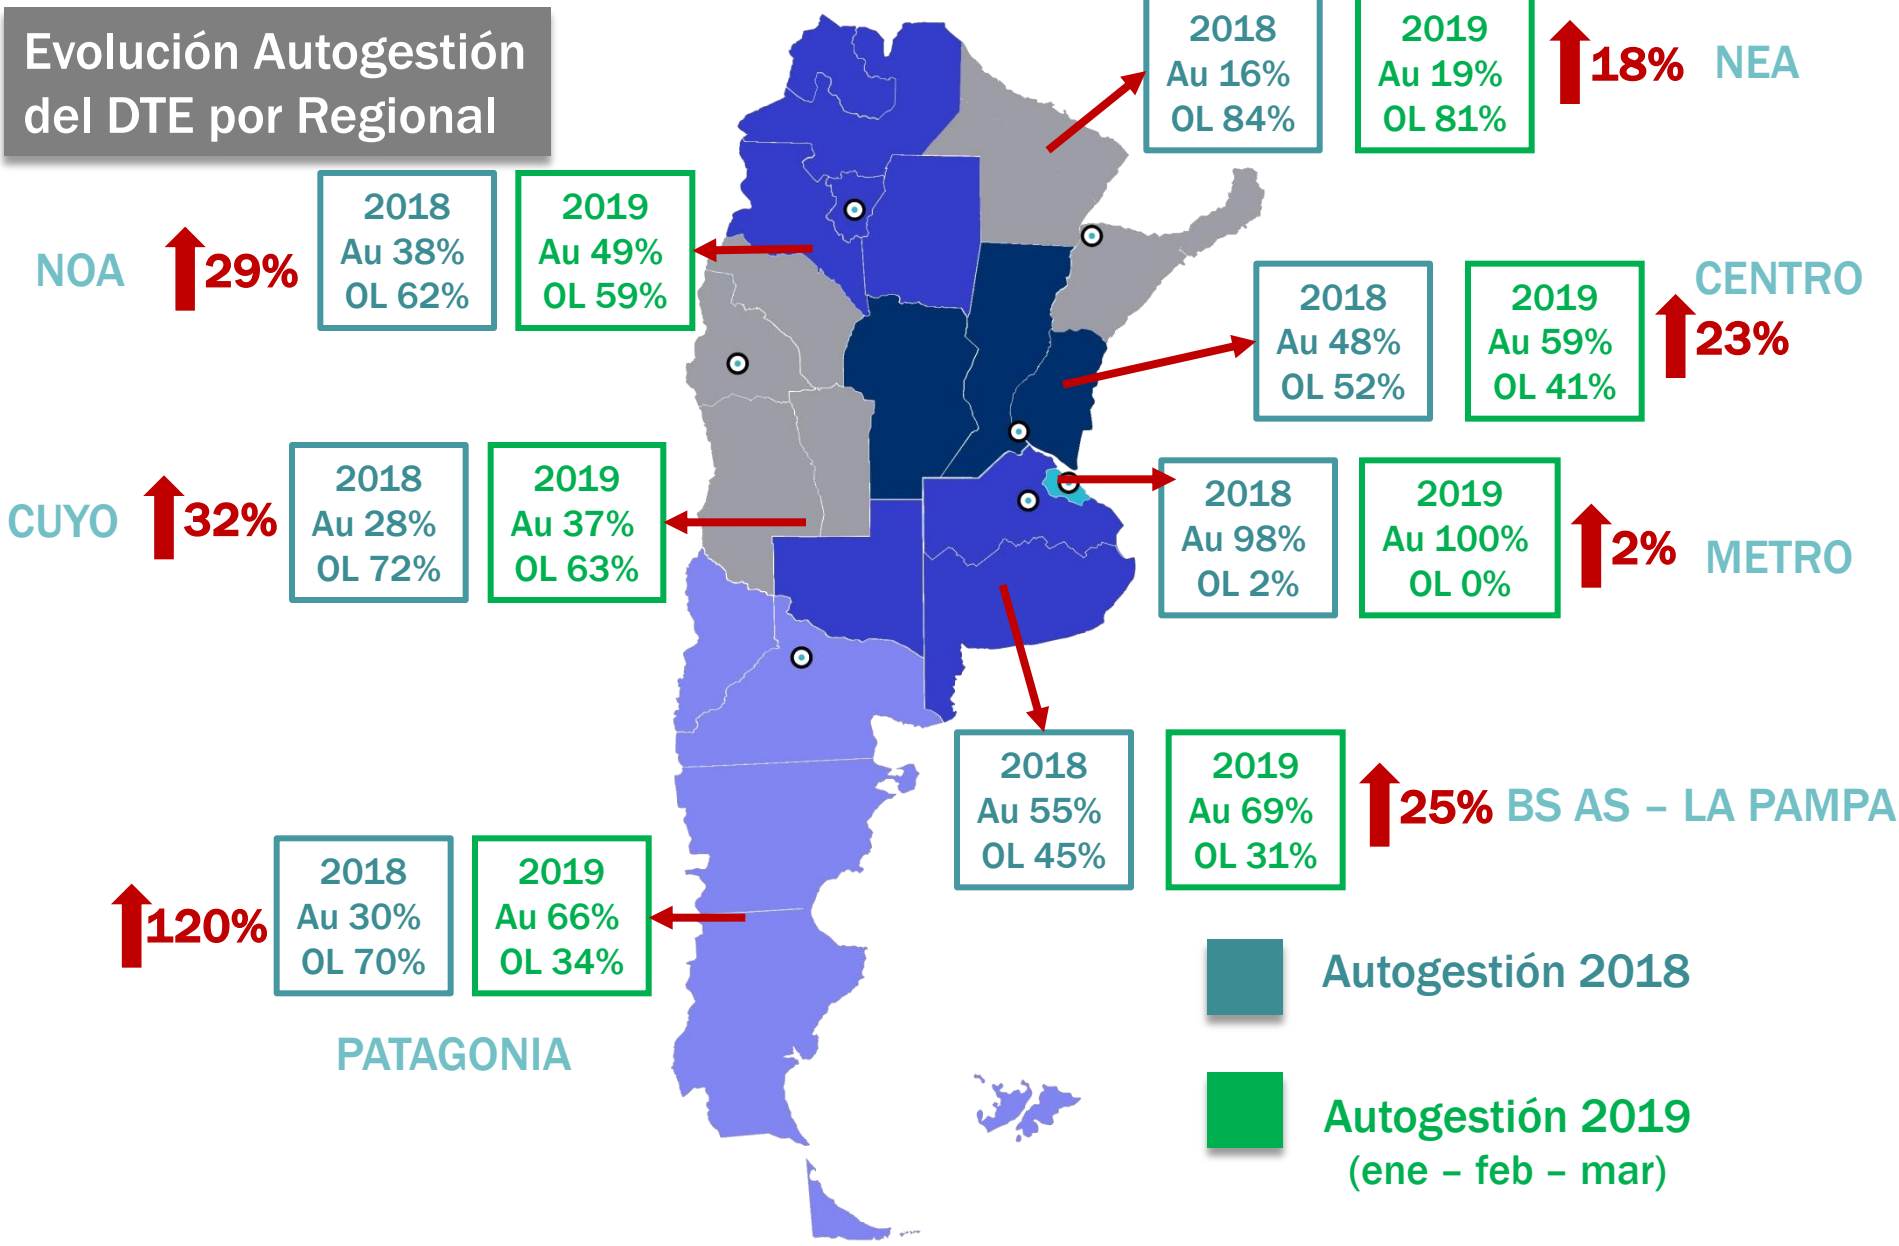 Evolución Autogestión
del DTE por Regional
2018
Au 16%
OL 84%
2019
Au 19%
OL 81%
18%
NEA
NOA
29%
2018
Au 38%
OL 62%
2019
Au 49%
OL 59%
2018
Au 48%
OL 52%
2019
Au 59%
OL 41%
CENTRO
23%
CUYO
32%
2018
Au 28%
OL 72%
2019
Au 37%
OL 63%
2018
Au 98%
OL 2%
2019
Au 100%
OL 0%
2%
METRO
2018
Au 55%
OL 45%
2019
Au 69%
OL 31%
25%
BS AS – LA PAMPA
120%
2018
Au 30%
OL 70%
2019
Au 66%
OL 34%
PATAGONIA
Autogestión 2018
Autogestión 2019
(ene – feb – mar)